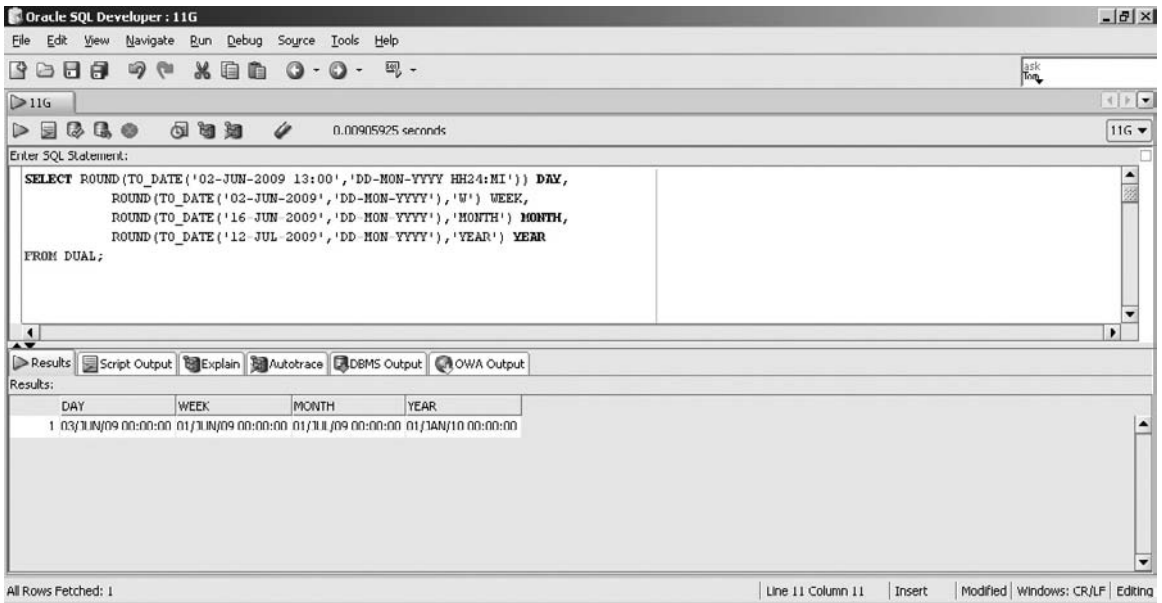 Oracle SQL Developer : 11G
File Edit View Navigate Run Debug Source Tools Help
ask
Tom
11G
0.00905925 seconds
11G
Enter SQL Statement:
SELECT ROUND(TO_DATE('02-JUN-2009 13:00','DD-MON-YYYY HH24:MI')) DAY,
ROUND(TO_DATE('02-JUN-2009','DD-MON-YYYY'),'W') WEEK,
ROUND(TO_DATE('16-JUN-2009','DD-MON-YYYY'),'MONTH') MONTH,
ROUND(TO_DATE('12-JUL-2009','DD-MON-YYYY'),'YEAR') YEAR
FROM DUAL;
Results Script Output Explain Autotrace DBMS Output OWA Output
Results:
DAY WEEK MONTH YEAR
1 03/JUN/09 00:00:00 01/JUN/09 00:00:00 01/JUL/09 00:00:00 01/JAN/10 00:00:00
All Rows Fetched: 1 Line 11 Column 11 Insert Modified Windows: CR/LF Editing